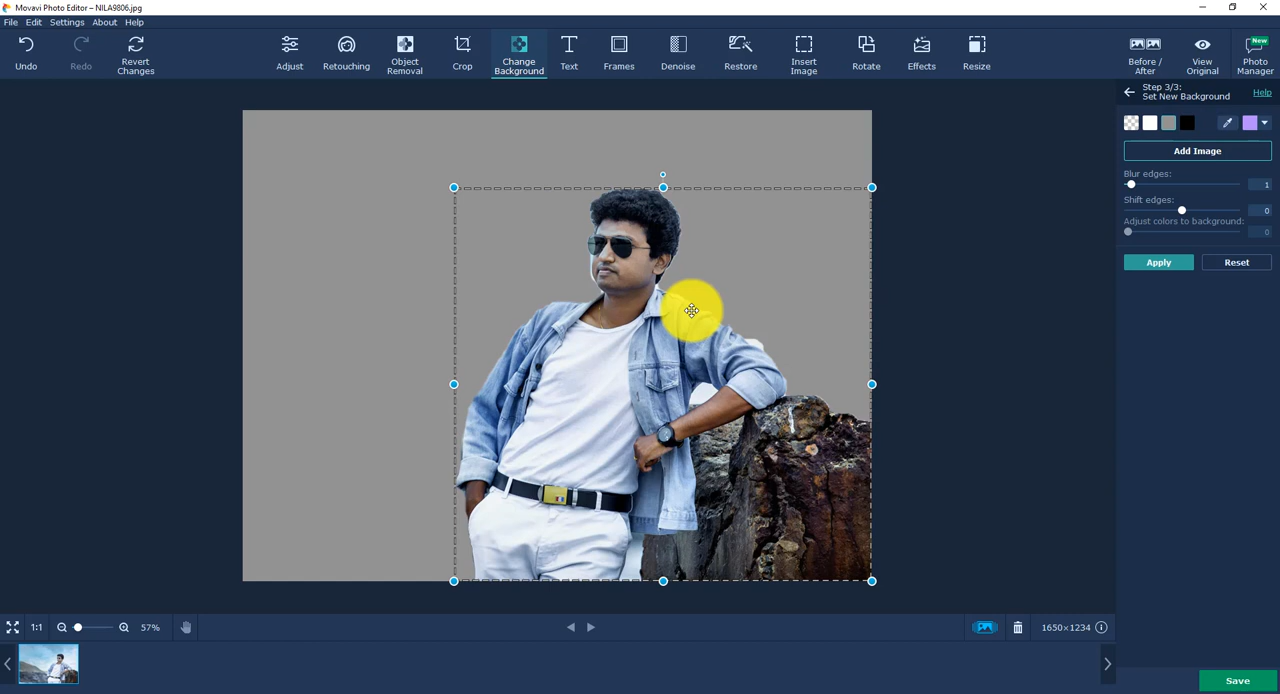 Movavi Photo Editor – NILA9806.jpg
File Edit Settings About Help
Undo
Redo
Revert
Changes
Adjust
Retouching
Object
Removal
Crop
Change
Background
Text
Frames
Denoise
Restore
Insert
Image
Rotate
Effects
Resize
Before /
After
View
Original
New
Photo
Manager
Step 3/3:
Set New Background
Help
Add Image
Blur edges:
1
Shift edges:
0
Adjust colors to background:
0
Apply
Reset
1:1
57%
1650×1234
Save